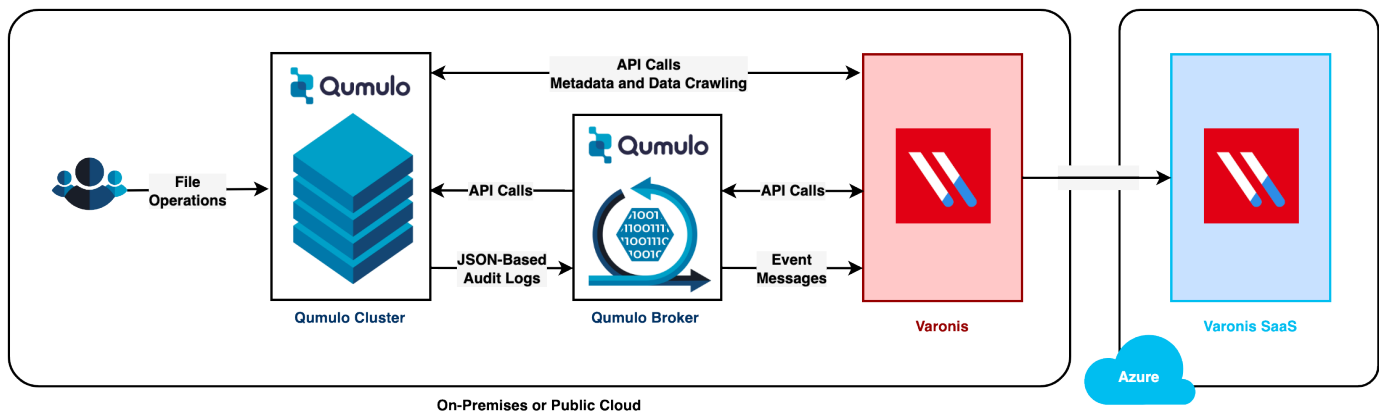 Qumulo
API Calls
Metadata and Data Crawling
Qumulo
File
Operations
API Calls
API Calls
JSON-Based
Audit Logs
Event
Messages
Qumulo Cluster
Qumulo Broker
Varonis
Varonis SaaS
Azure
On-Premises or Public Cloud